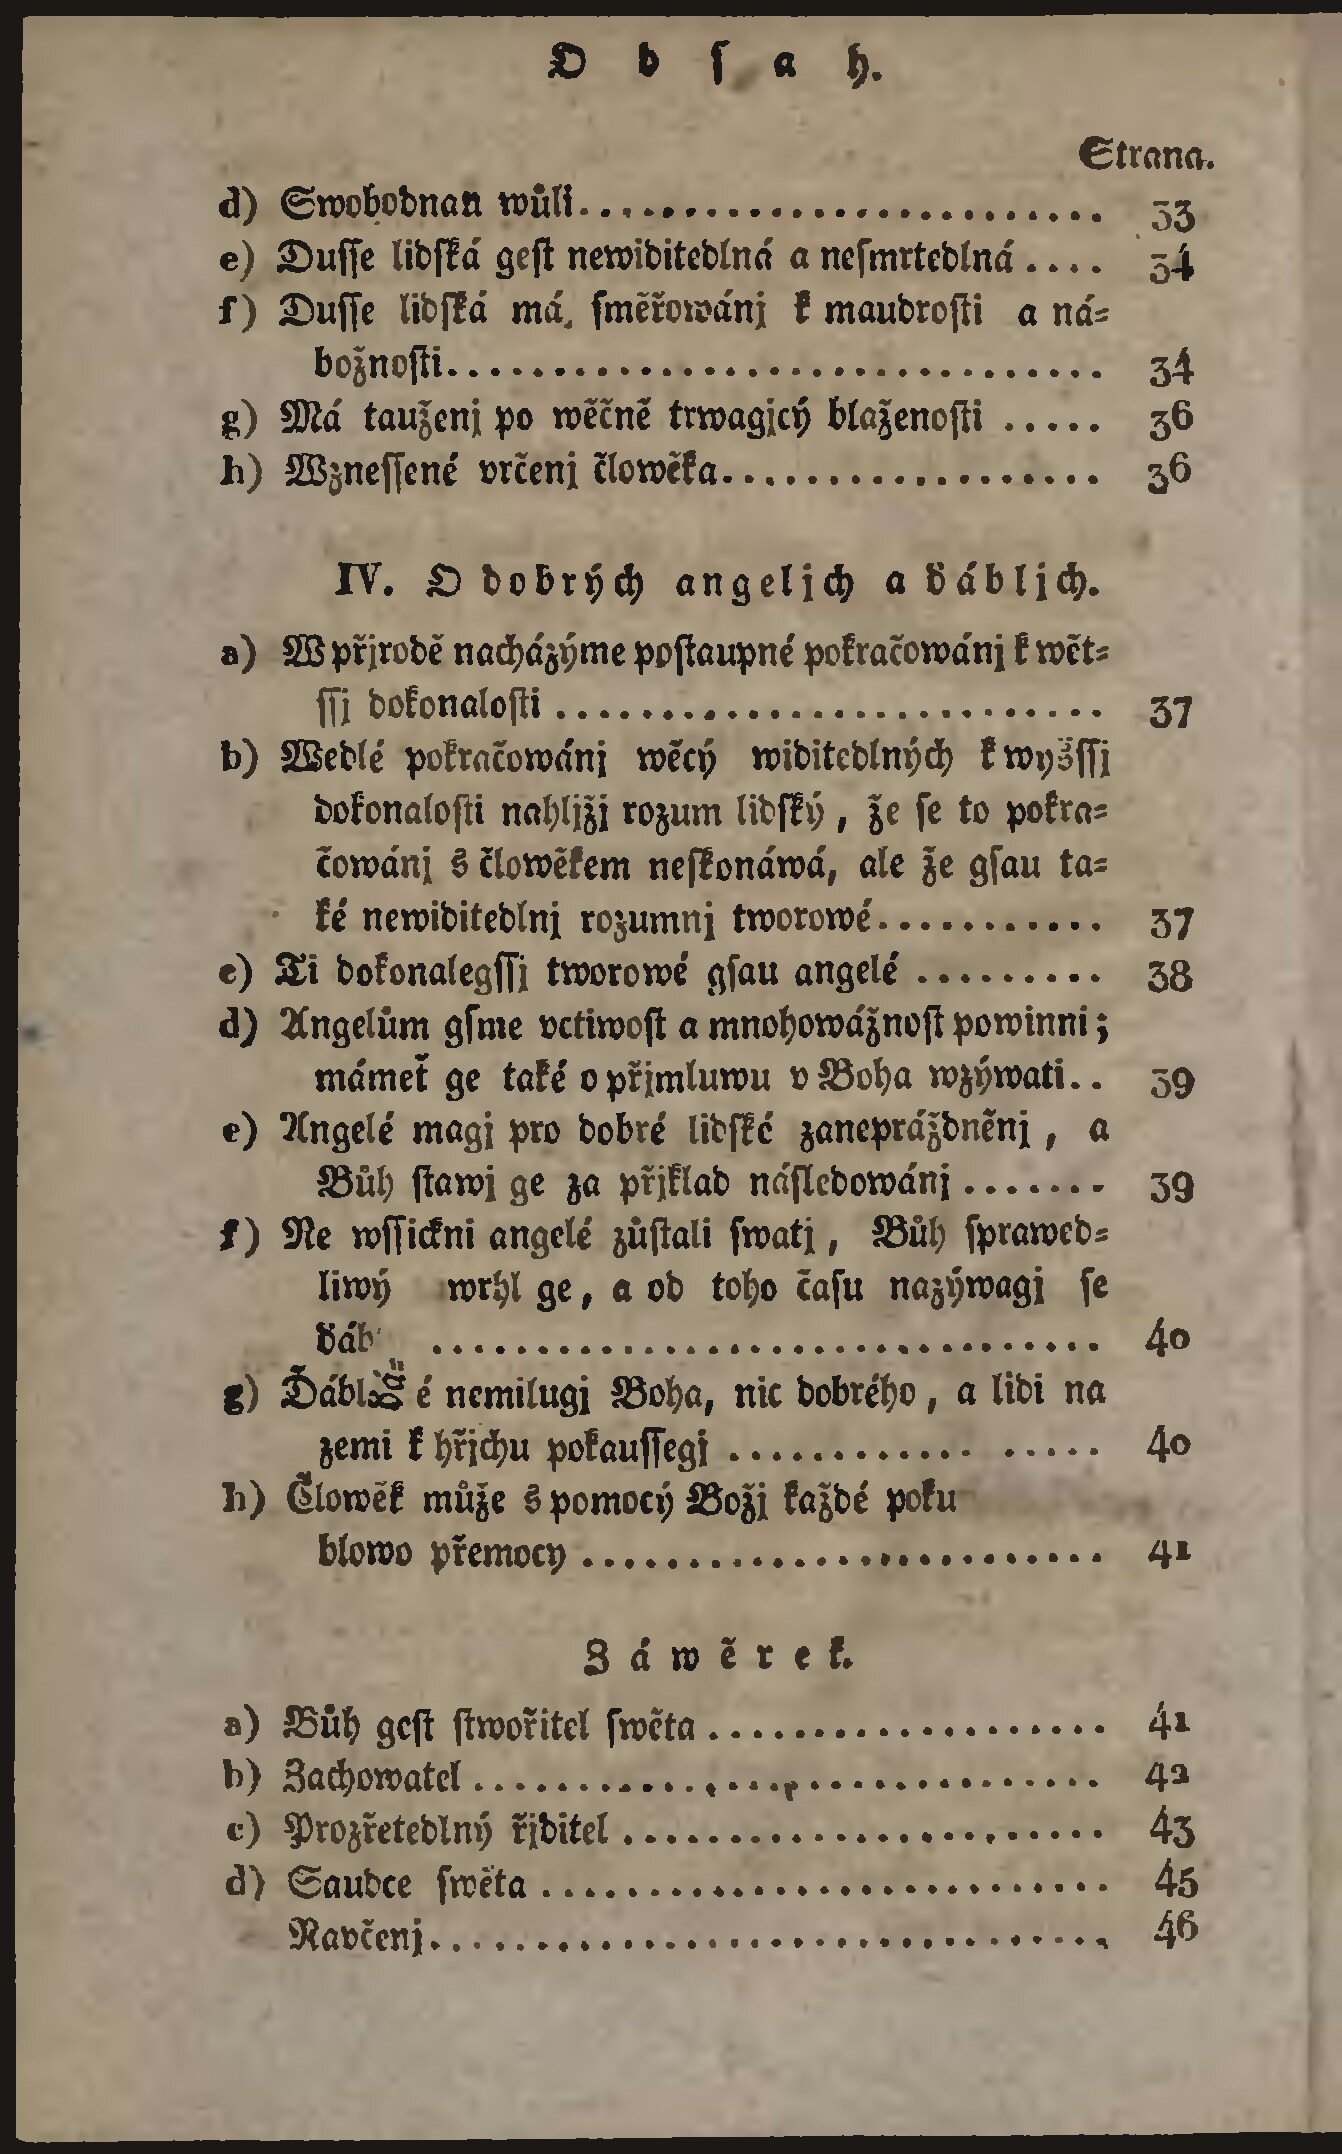 Obsah.
Strana.
d) Swobodnau wůli........................... 33
e) Dusse lidſká geſt newiditedlná a neſmrtedlná .... 34
f) Dusse lidſká má, ſměřowánj k maudroſti a ná=
božnoſti............................... 34
g) Má tauženj po wěčně trwagjcý blaženoſti ..... 36
h) Wzneſſené vrčenj člowěka.................. 36
IV. O dobrých angeljch a ďábljch.
a) W přjrodě nacházýme poſtaupné pokračowánj k wět=
ſſj dokonaloſti .......................... 37
b) Wedlé pokračowánj wěcý widitedlných k wyšſſj
dokonaloſti nahljžj rozum lidſký, že ſe to pokra=
čowánj s člowěkem neſkonáwá, ale že gſau ta=
ké newiditedlnj rozumnj tworowé........... 37
c) Ti dokonalegſſj tworowé gſau angelé ......... 38
d) Angelům gſme vctiwoſt a mnohowážnoſt powinni;
mámeť ge také o přjmluwu v Boha wzýwati.. 39
e) Angelé magj pro dobré lidſké zanepráždněnj, a
Bůh ſtawj ge za přjklad náſledowánj ....... 39
f) Ne wſſickni angelé zůſtali ſwatj, Bůh ſprawed=
liwý wrhl ge, a od toho čaſu nazýwagj ſe
................................ 40
g) nemilugj Boha, nic dobrého, a lidi na
zemi k hřjchu pokauſſegj ................. 40
h) Člowěk může s pomocý Božj každé poku
blowo přemocy ......................... 41
Záwěrek.
a) Bůh geſt ſtwořitel ſwěta ................... 41
b) Zachowatel .............................. 42
c) Prozřetedlný řjditel ....................... 43
d) Saudce ſwěta ........................... 45
Navčenj................................ 46